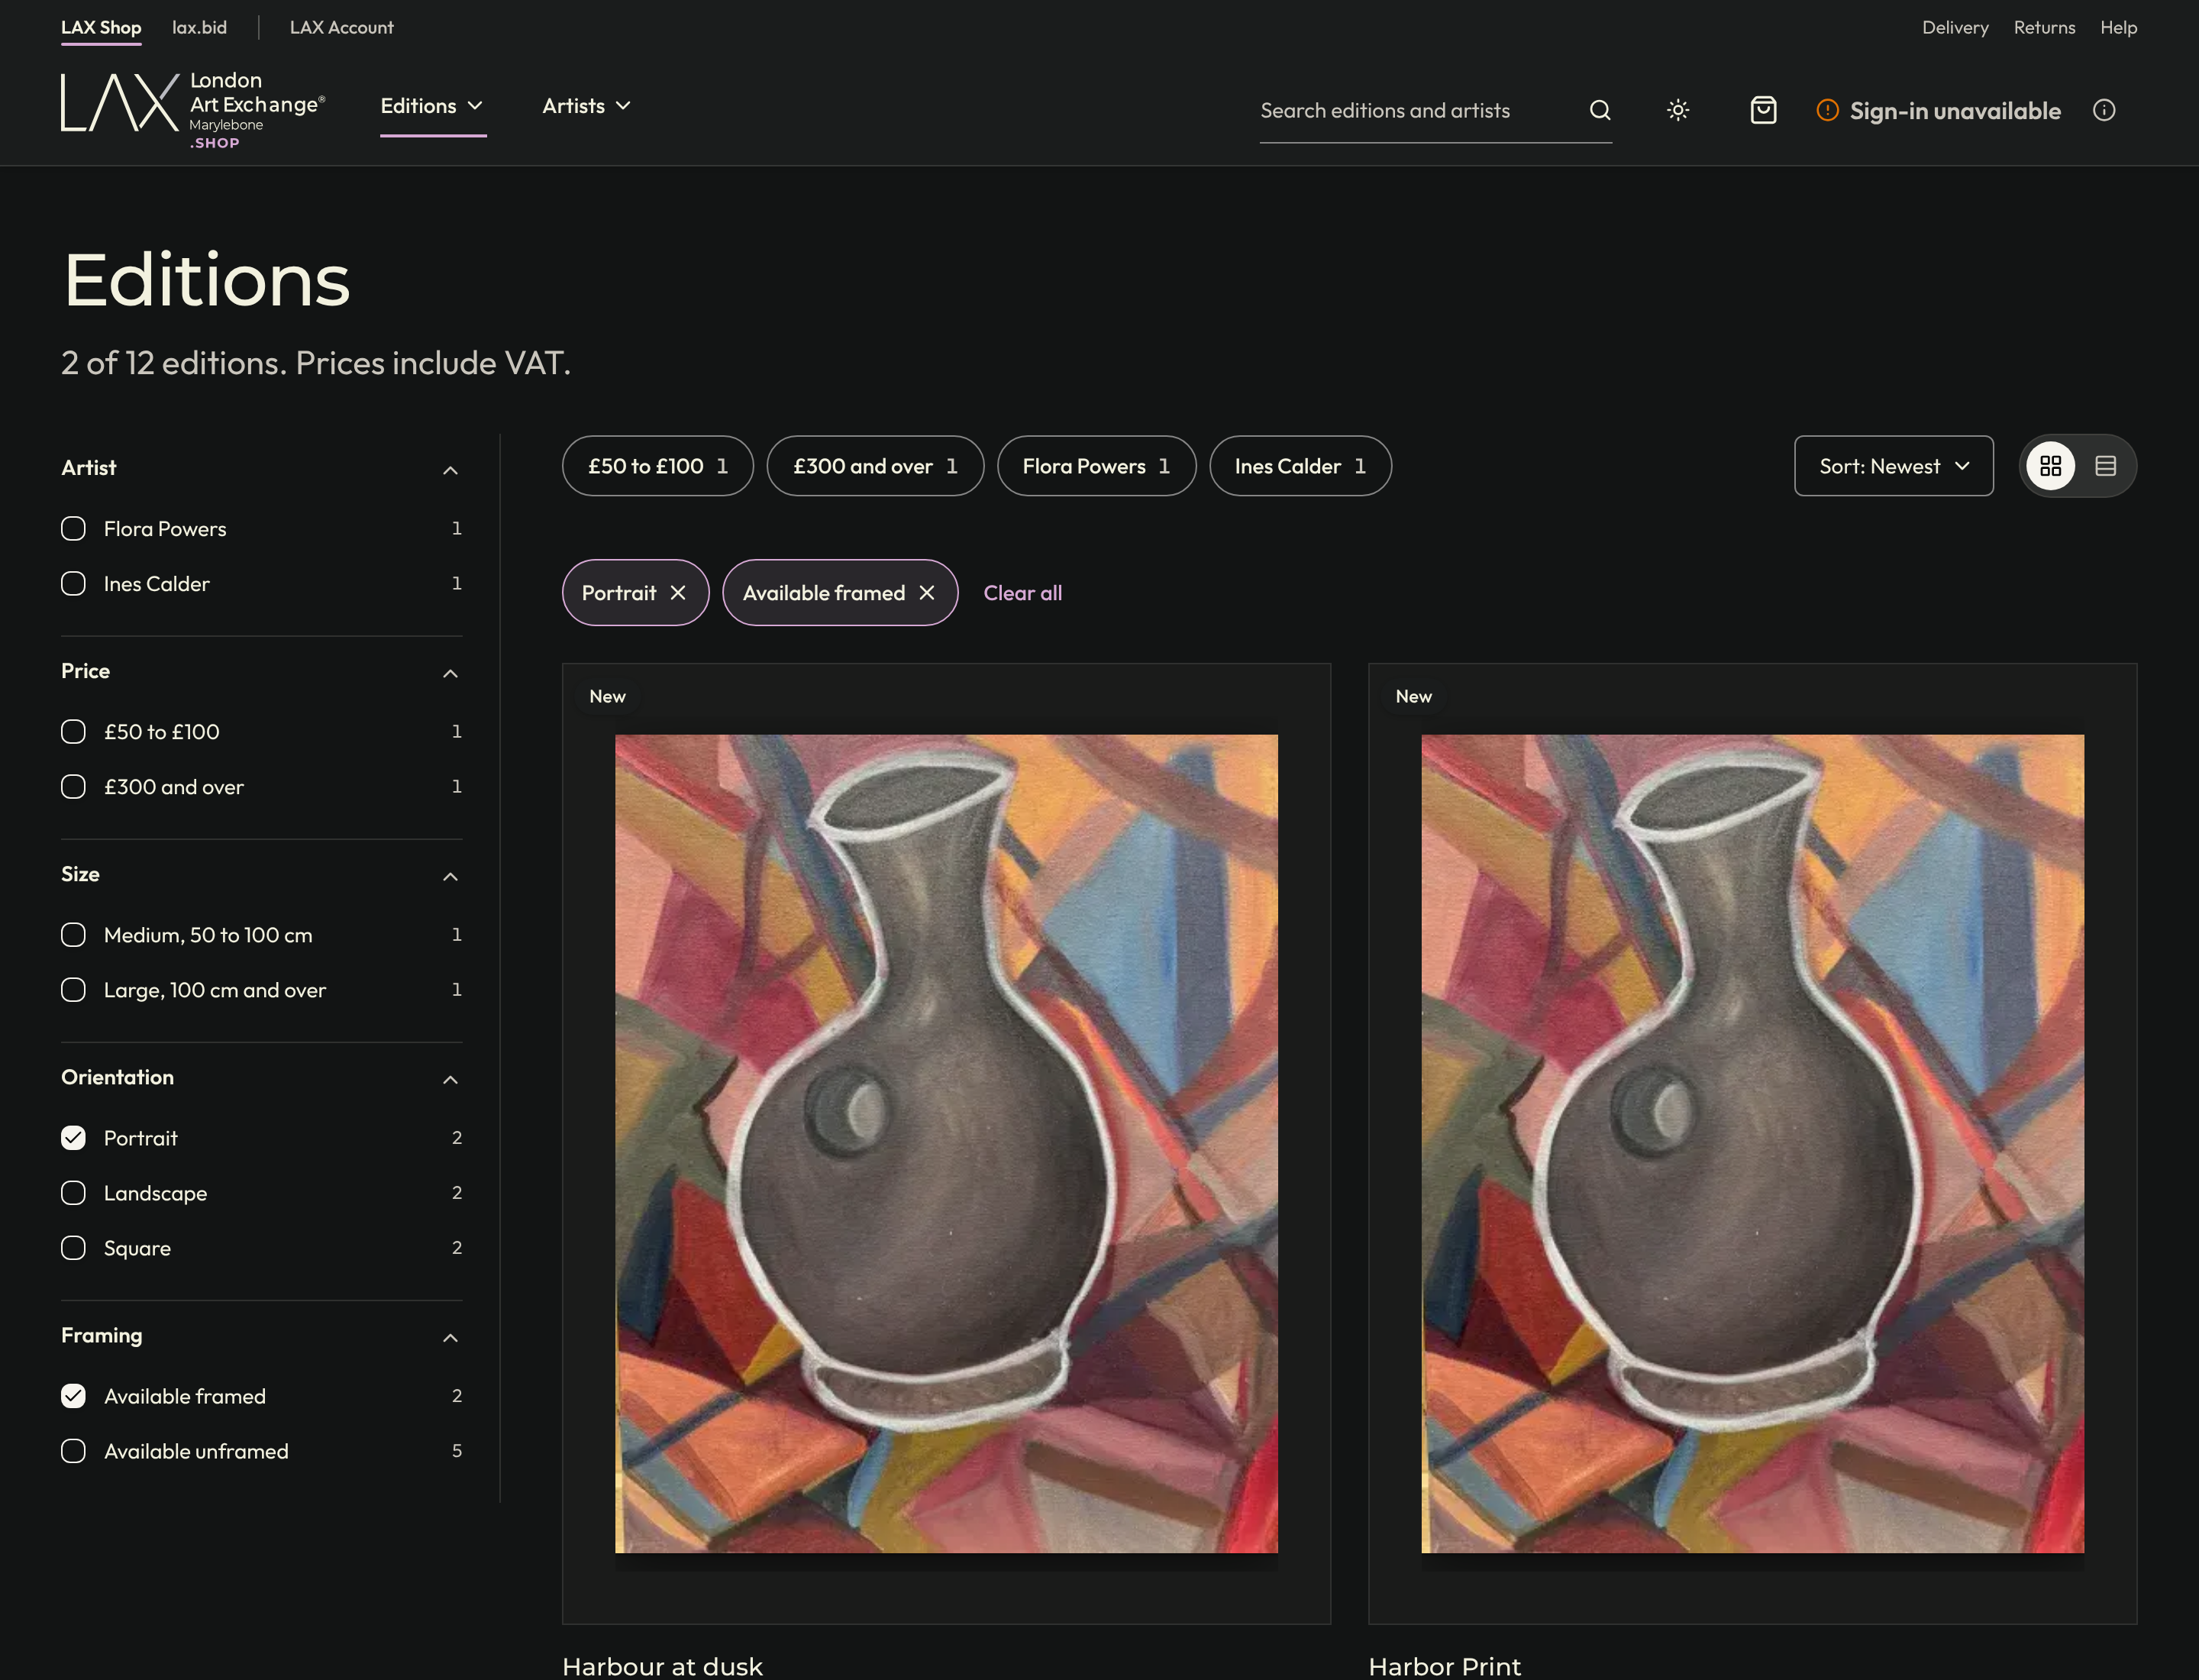 LAX Shop
lax.bid
LAX Account
Delivery
Returns
Help
LAX London
Art Exchange®
Marylebone
.SHOP
Editions
Artists
Search editions and artists
Sign-in unavailable
Editions
2 of 12 editions. Prices include VAT.
Artist
Flora Powers 1
Ines Calder 1
Price
£50 to £100 1
£300 and over 1
Size
Medium, 50 to 100 cm 1
Large, 100 cm and over 1
Orientation
Portrait 2
Landscape 2
Square 2
Framing
Available framed 2
Available unframed 5
£50 to £100 1
£300 and over 1
Flora Powers 1
Ines Calder 1
Sort: Newest
Portrait
Available framed
Clear all
New
Harbour at dusk
New
Harbor Print